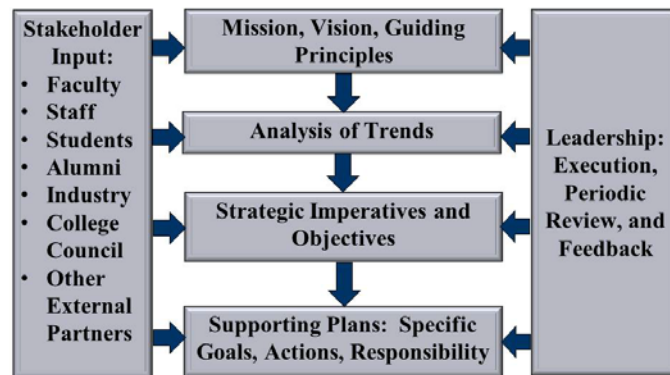 Stakeholder
Input:
• Faculty
• Staff
• Students
• Alumni
• Industry
• College
Council
• Other
External
Partners
Mission, Vision, Guiding
Principles
Analysis of Trends
Strategic Imperatives and
Objectives
Supporting Plans: Specific
Goals, Actions, Responsibility
Leadership:
Execution,
Periodic
Review, and
Feedback